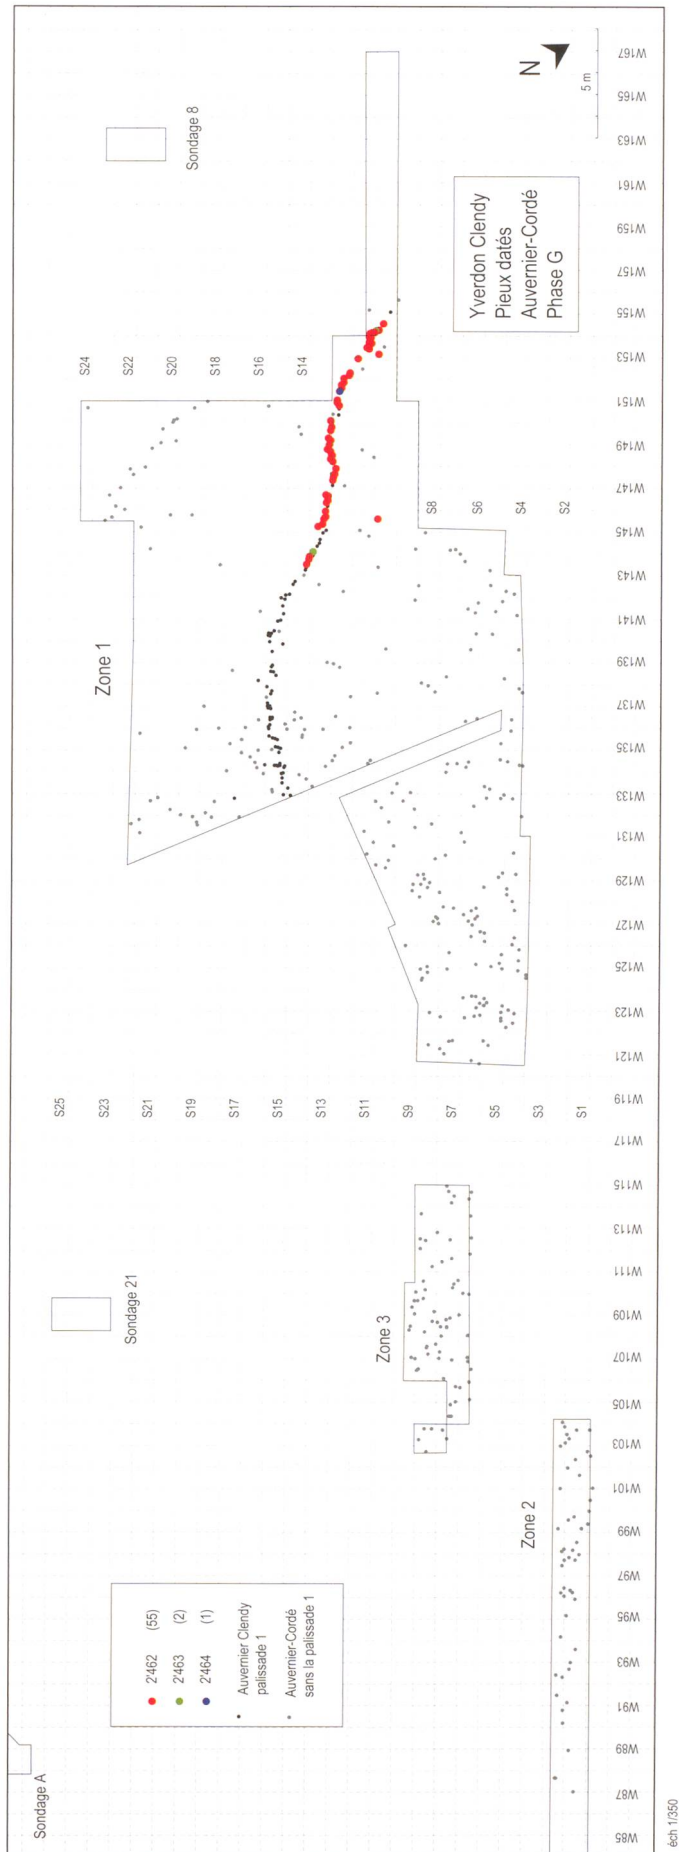 Yverdon Clendy
Pieux datés
Auvernier-Cordé
Phase G
N
5 m
Sondage 8
Zone 1
S24
S22
S20
S18
S16
S14
S8
S6
S4
S2
S25
S23
S21
S19
S17
S15
S13
S11
S9
S7
S5
S3
S1
Sondage 21
Zone 3
Zone 2
Sondage A
2'462 (55)
2'463 (2)
2'464 (1)
Auvernier Clendy
palissade 1
Auvernier-Cordé
sans la palissade 1
W167
W165
W163
W161
W159
W157
W155
W153
W151
W149
W147
W145
W143
W141
W139
W137
W135
W133
W131
W129
W127
W125
W123
W121
W119
W117
W115
W113
W111
W109
W107
W105
W103
W101
W99
W97
W95
W93
W91
W89
W87
W85
éch 1/350